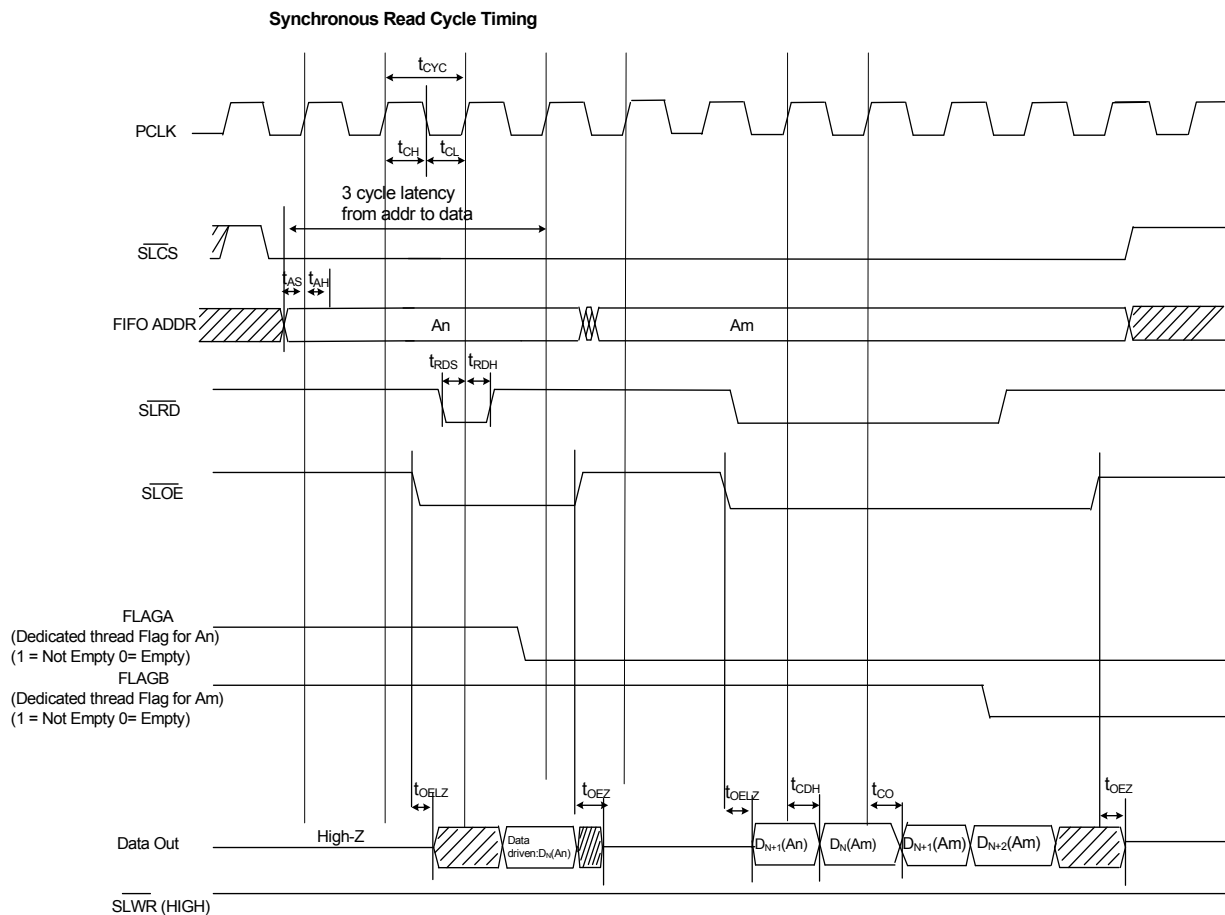 Synchronous Read Cycle Timing
tCYC
PCLK
tCH
tCL
3 cycle latency
from addr to data
SLCS
tAS
tAH
FIFO ADDR
An
Am
tRDS
tRDH
SLRD
SLOE
FLAGA
(Dedicated thread Flag for An)
(1 = Not Empty 0= Empty)
FLAGB
(Dedicated thread Flag for Am)
(1 = Not Empty 0= Empty)
tOELZ
tOEZ
tOELZ
tCDH
tCO
tOEZ
Data Out
High-Z
Data
driven:DN(An)
DN+1(An)
DN(Am)
DN+1(Am)
DN+2(Am)
SLWR (HIGH)